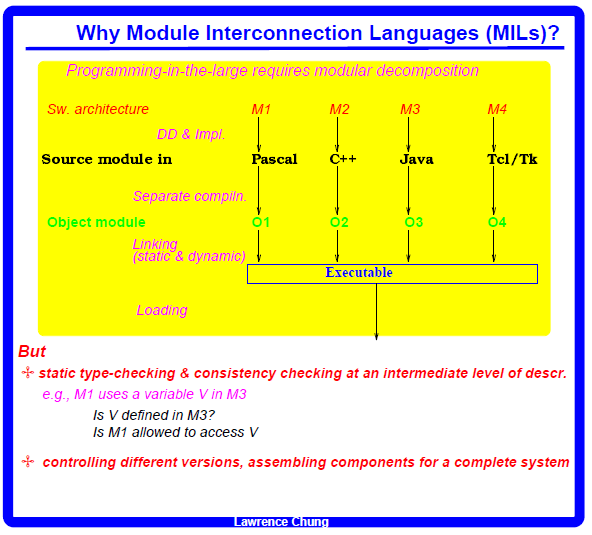 Why Module Interconnection Languages (MILs)?
Programming-in-the-large requires modular decomposition
Sw. architecture M1 M2 M3 M4
DD & Impl.
Source module in Pascal C++ Java Tcl/Tk
Separate compiln.
Object module O1 O2 O3 O4
Linking
(static & dynamic)
Executable
Loading
But
✢ static type-checking & consistency checking at an intermediate level of descr.
e.g., M1 uses a variable V in M3
Is V defined in M3?
Is M1 allowed to access V
✢ controlling different versions, assembling components for a complete system
Lawrence Chung